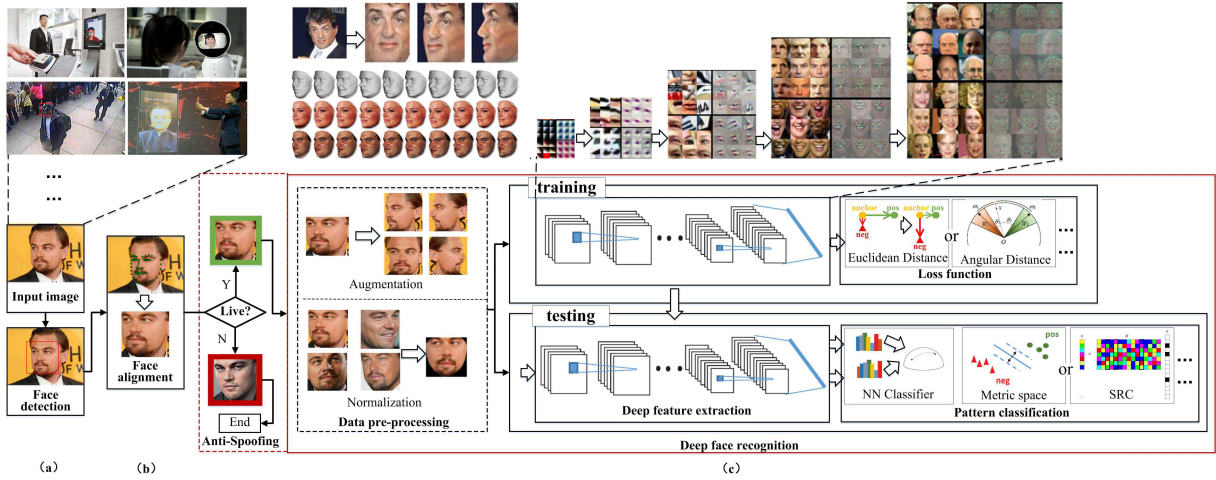 ...
...
Input image
Face
detection
Face
alignment
Y
Live?
N
End
Anti-Spoofing
Augmentation
Normalization
Data pre-processing
training
anchor
pos
neg
anchor
pos
neg
Euclidean Distance
or
Angular Distance
...
...
Loss function
testing
Deep feature extraction
NN Classifier
pos
neg
Metric space
or
SRC
...
...
Pattern classification
Deep face recognition
(a)
(b)
(c)